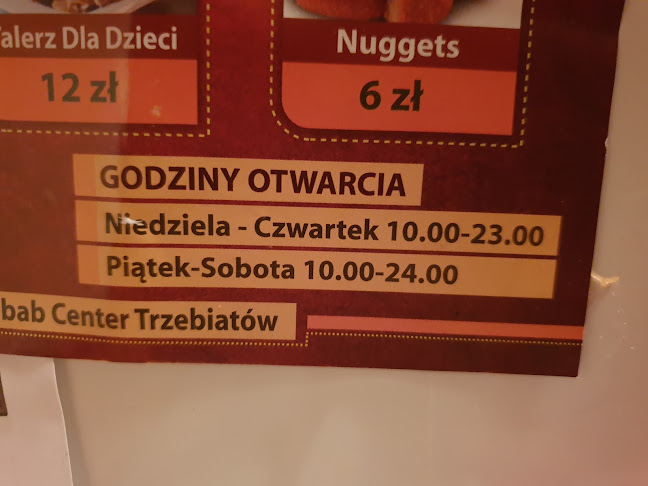 Talerz Dla Dzieci
12 zł
Nuggets
6 zł
GODZINY OTWARCIA
Niedziela - Czwartek 10.00-23.00
Piątek-Sobota 10.00-24.00
bab Center Trzebiatów